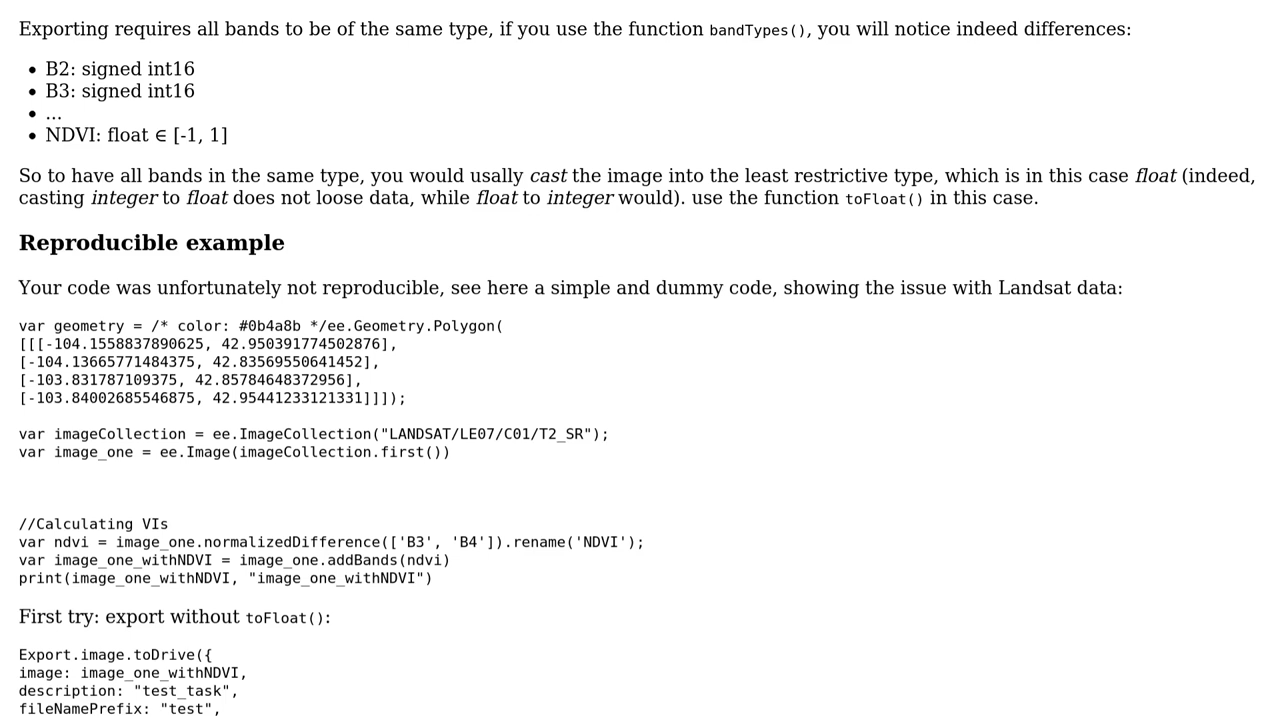 Exporting requires all bands to be of the same type, if you use the function bandTypes(), you will notice indeed differences:
• B2: signed int16
• B3: signed int16
• ...
• NDVI: float ∈ [-1, 1]
So to have all bands in the same type, you would usally cast the image into the least restrictive type, which is in this case float (indeed,
casting integer to float does not loose data, while float to integer would). use the function toFloat() in this case.
Reproducible example
Your code was unfortunately not reproducible, see here a simple and dummy code, showing the issue with Landsat data:
var geometry = /* color: #0b4a8b */ee.Geometry.Polygon(
[[[-104.1558837890625, 42.950391774502876],
[-104.13665771484375, 42.83569550641452],
[-103.831787109375, 42.85784648372956],
[-103.84002685546875, 42.95441233121331]]]);
var imageCollection = ee.ImageCollection("LANDSAT/LE07/C01/T2_SR");
var image_one = ee.Image(imageCollection.first())
//Calculating VIs
var ndvi = image_one.normalizedDifference(['B3', 'B4']).rename('NDVI');
var image_one_withNDVI = image_one.addBands(ndvi)
print(image_one_withNDVI, "image_one_withNDVI")
First try: export without toFloat():
Export.image.toDrive({
image: image_one_withNDVI,
description: "test_task",
fileNamePrefix: "test",